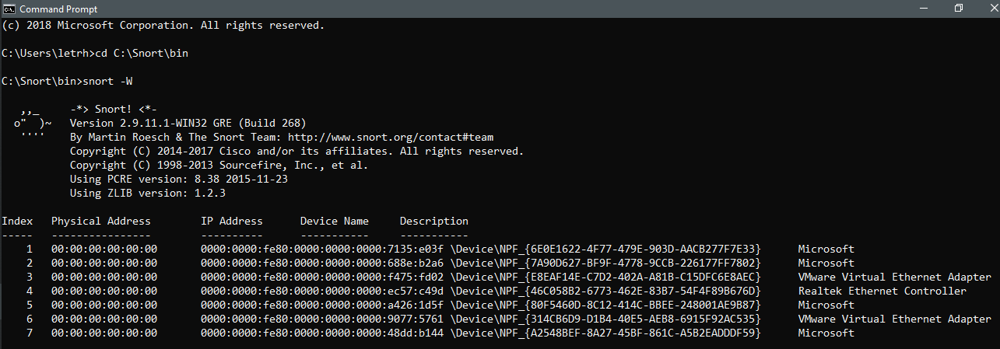 Command Prompt
(c) 2018 Microsoft Corporation. All rights reserved.
C:\Users\letrh>cd C:\Snort\bin
C:\Snort\bin>snort -W
,,_ -*> Snort! <*-
o" )~ Version 2.9.11.1-WIN32 GRE (Build 268)
'''' By Martin Roesch & The Snort Team: http://www.snort.org/contact#team
Copyright (C) 2014-2017 Cisco and/or its affiliates. All rights reserved.
Copyright (C) 1998-2013 Sourcefire, Inc., et al.
Using PCRE version: 8.38 2015-11-23
Using ZLIB version: 1.2.3
Index Physical Address IP Address Device Name Description
----- ---------------- ---------- ----------- -----------
1 00:00:00:00:00:00 0000:0000:fe80:0000:0000:0000:7135:e03f \Device\NPF_{6E0E1622-4F77-479E-903D-AACB277F7E33} Microsoft
2 00:00:00:00:00:00 0000:0000:fe80:0000:0000:0000:688e:b2a6 \Device\NPF_{7A90D627-BF9F-4778-9CCB-226177FF7802} Microsoft
3 00:00:00:00:00:00 0000:0000:fe80:0000:0000:0000:f475:fd02 \Device\NPF_{E8EAF14E-C7D2-402A-A81B-C15DFC6E8AEC} VMware Virtual Ethernet Adapter
4 00:00:00:00:00:00 0000:0000:fe80:0000:0000:0000:ec57:c49d \Device\NPF_{46C058B2-6773-462E-83B7-54F4F89B676D} Realtek Ethernet Controller
5 00:00:00:00:00:00 0000:0000:fe80:0000:0000:0000:a426:1d5f \Device\NPF_{80F5460D-8C12-414C-BBEE-248001AE9B87} Microsoft
6 00:00:00:00:00:00 0000:0000:fe80:0000:0000:0000:9077:5761 \Device\NPF_{314CB6D9-D1B4-40E5-AEB8-6915F92AC535} VMware Virtual Ethernet Adapter
7 00:00:00:00:00:00 0000:0000:fe80:0000:0000:0000:48dd:b144 \Device\NPF_{A2548BEF-8A27-45BF-861C-A5B2EADDDF59} Microsoft